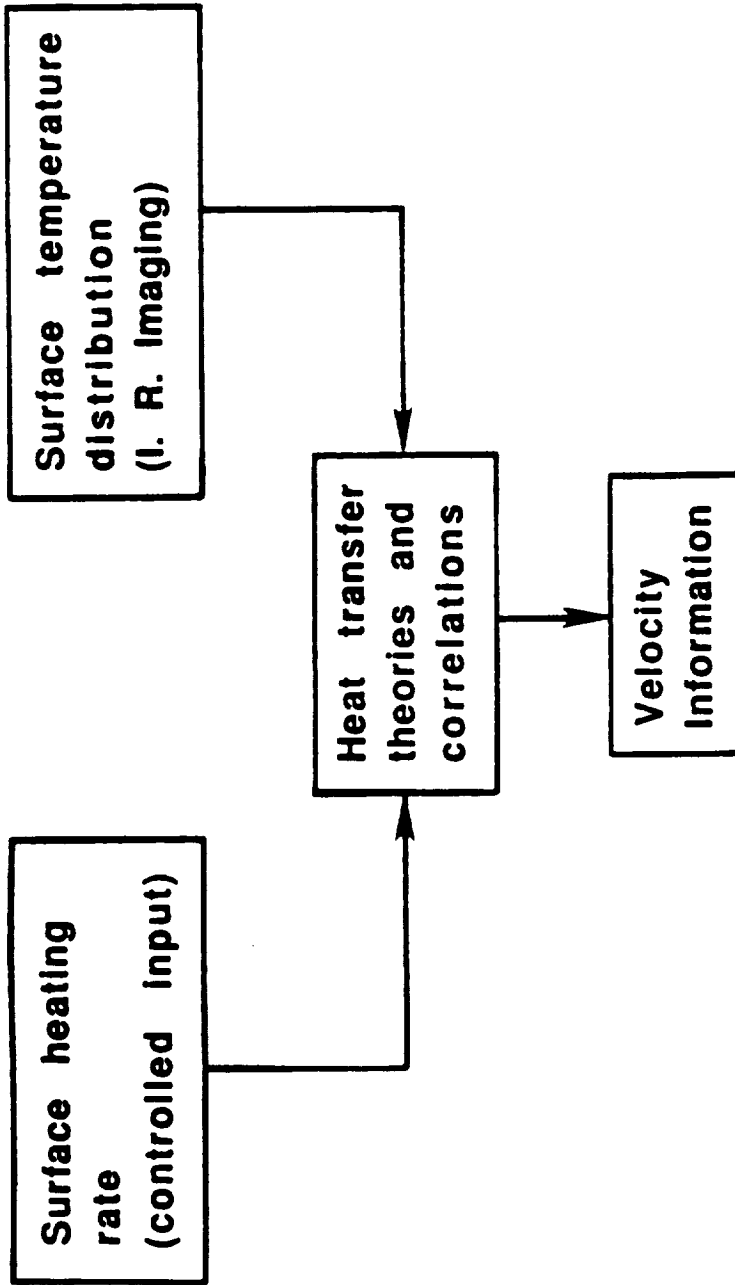 Surface heating
rate
(controlled input)
Surface temperature
distribution
(I. R. Imaging)
Heat transfer
theories and
correlations
Velocity
Information